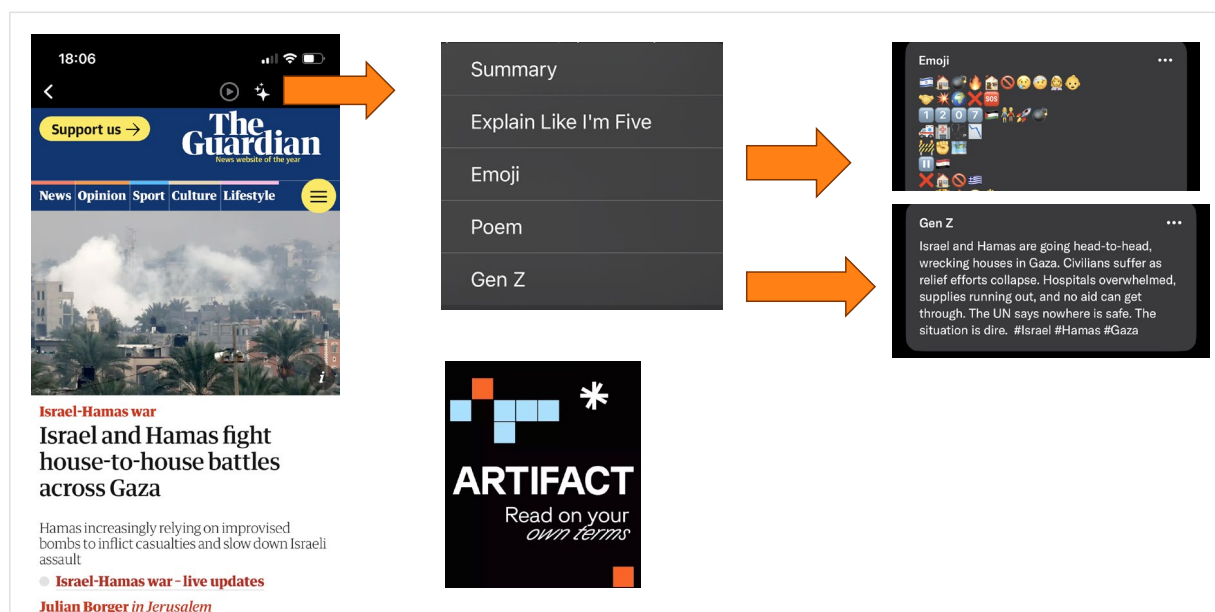 18:06
Support us →
The
Guardian
News website of the year
News Opinion Sport Culture Lifestyle
i
Israel-Hamas war
Israel and Hamas fight
house-to-house battles
across Gaza
Hamas increasingly relying on improvised
bombs to inflict casualties and slow down Israeli
assault
Israel-Hamas war – live updates
Julian Borger in Jerusalem
Summary
Explain Like I'm Five
Emoji
Poem
Gen Z
ARTIFACT
Read on your
own terms
Emoji
🇮🇱🏠💣🔥🏠🚫😢🤕👰👶
🤝💥🌍❌🆘
1️⃣2️⃣0️⃣7️⃣🇵🇸👫🚀💣
Gen Z
Israel and Hamas are going head-to-head,
wrecking houses in Gaza. Civilians suffer as
relief efforts collapse. Hospitals overwhelmed,
supplies running out, and no aid can get
through. The UN says nowhere is safe. The
situation is dire. #Israel #Hamas #Gaza